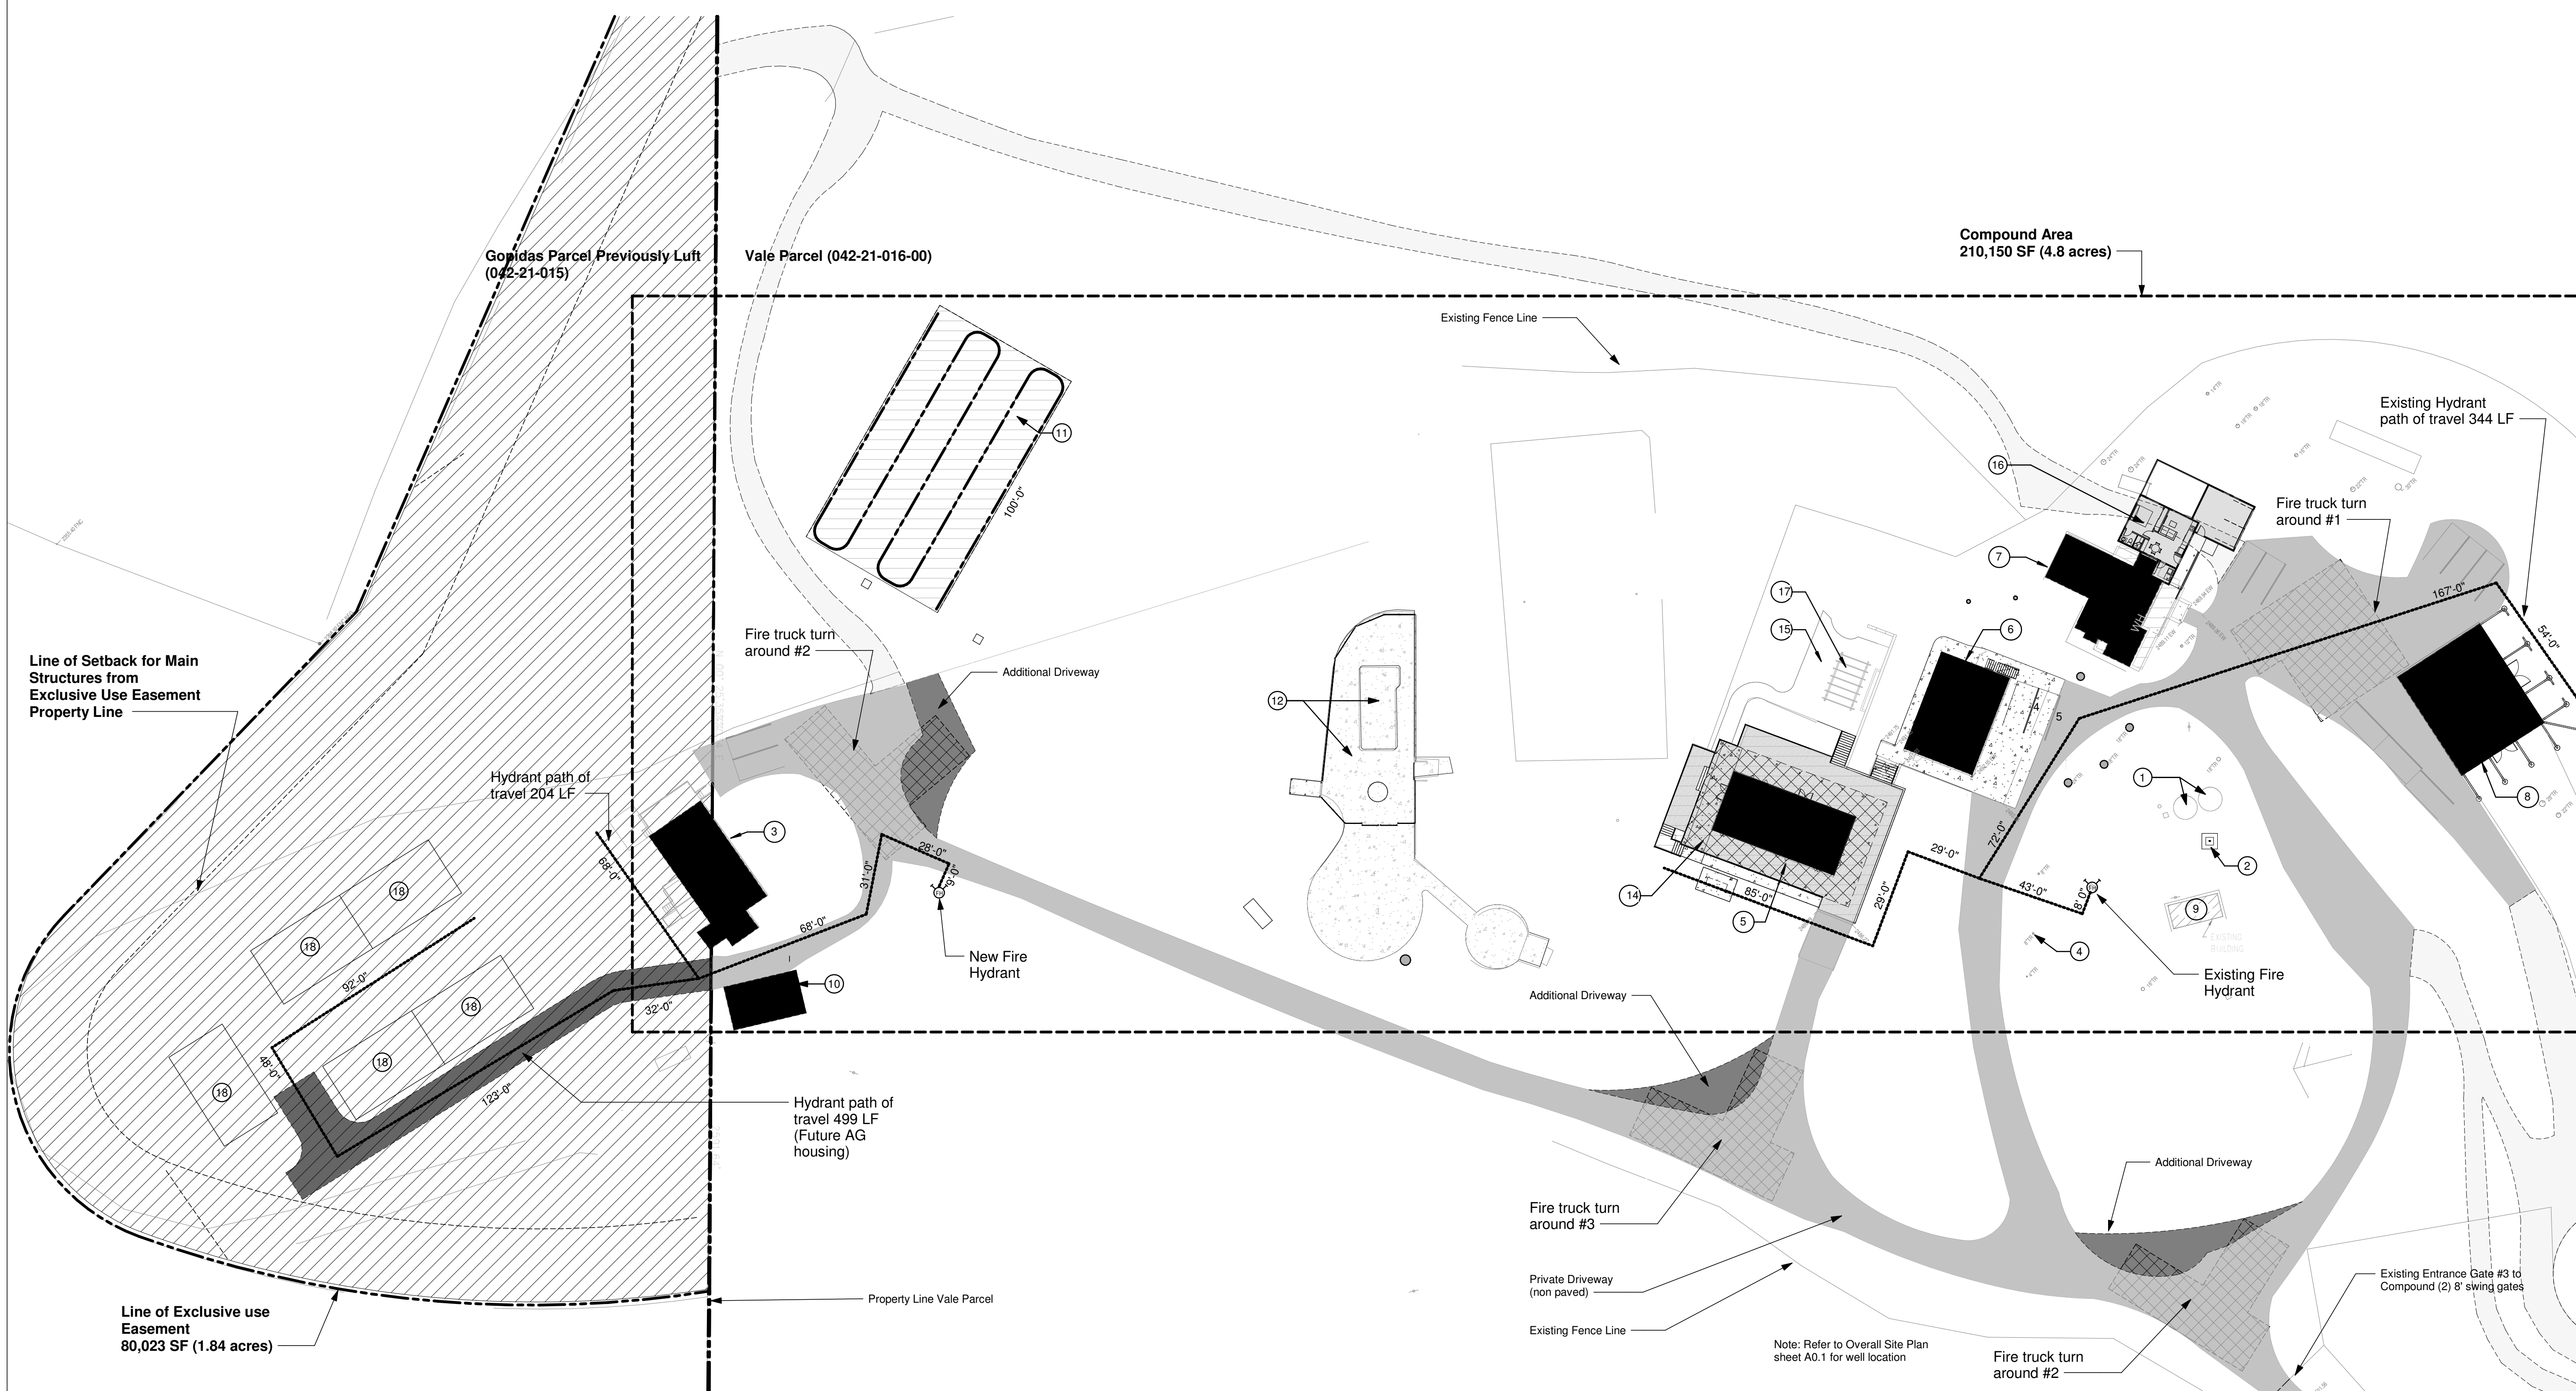 Gopidas Parcel Previously Luft
(042-21-015)
Vale Parcel (042-21-016-00)
Compound Area
210,150 SF (4.8 acres)
Existing Fence Line
Existing Hydrant
path of travel 344 LF
11
100'-0"
16
Fire truck turn
around #1
7
17
15
6
167'-0"
54'-0"
Fire truck turn
around #2
Additional Driveway
Line of Setback for Main
Structures from
Exclusive Use Easement
Property Line
12
4
5
WH
Hydrant path of
travel 204 LF
1
8
3
2
68'-0"
28'-0"
9'-0"
31'-0"
68'-0"
72'-0"
29'-0"
43'-0"
8'-0"
29'-0"
85'-0"
14
5
9
EXISTING
BUILDING
4
18
18
18
18
18
92'-0"
48'-0"
123'-0"
32'-0"
10
New Fire
Hydrant
Existing Fire
Hydrant
Additional Driveway
Hydrant path of
travel 499 LF
(Future AG
housing)
Additional Driveway
Fire truck turn
around #3
Private Driveway
(non paved)
Existing Fence Line
Property Line Vale Parcel
Line of Exclusive use
Easement
80,023 SF (1.84 acres)
Note: Refer to Overall Site Plan
sheet A0.1 for well location
Fire truck turn
around #2
Existing Entrance Gate #3 to
Compound (2) 8' swing gates